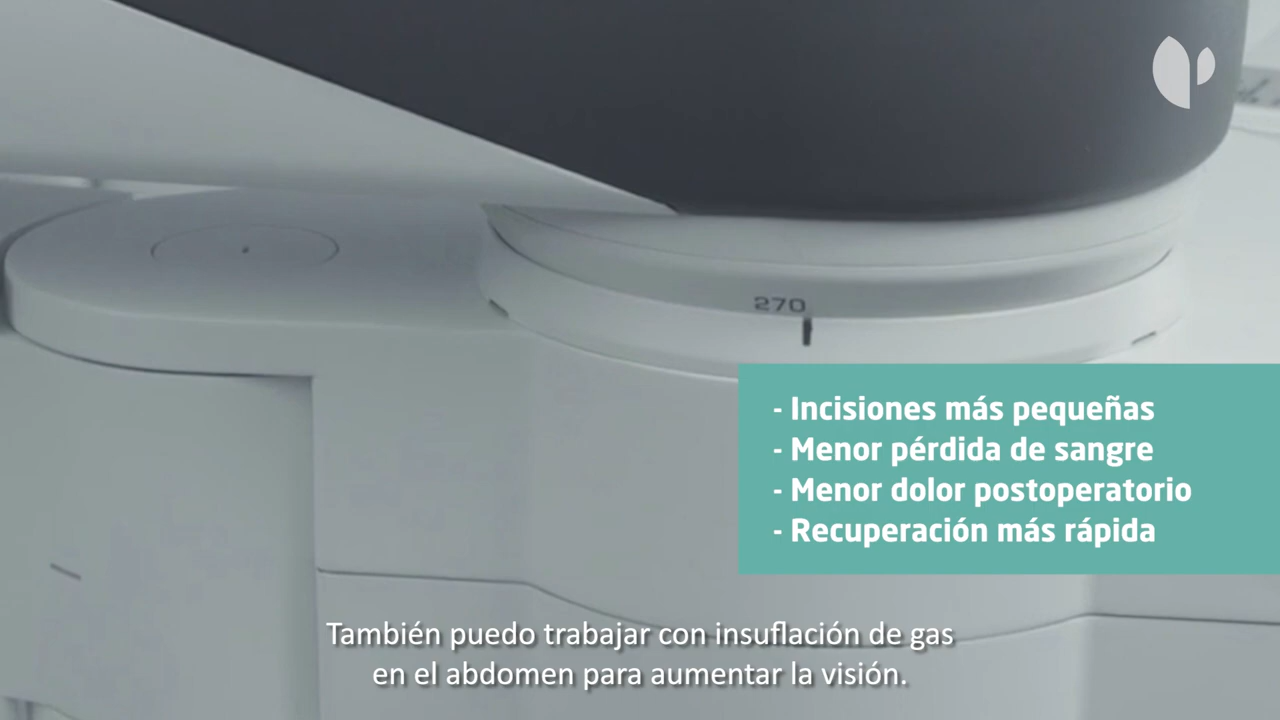 270
- Incisiones más pequeñas
- Menor pérdida de sangre
- Menor dolor postoperatorio
- Recuperación más rápida
También puedo trabajar con insuflación de gas
en el abdomen para aumentar la visión.